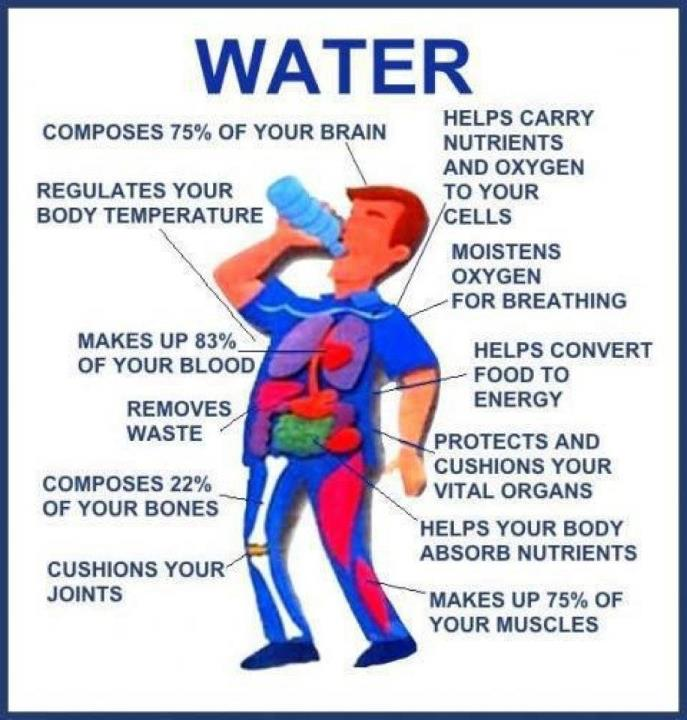 WATER
COMPOSES 75% OF YOUR BRAIN
REGULATES YOUR
BODY TEMPERATURE
MAKES UP 83%
OF YOUR BLOOD
REMOVES
WASTE
COMPOSES 22%
OF YOUR BONES
CUSHIONS YOUR
JOINTS
HELPS CARRY
NUTRIENTS
AND OXYGEN
TO YOUR
CELLS
MOISTENS
OXYGEN
FOR BREATHING
HELPS CONVERT
FOOD TO
ENERGY
PROTECTS AND
CUSHIONS YOUR
VITAL ORGANS
HELPS YOUR BODY
ABSORB NUTRIENTS
MAKES UP 75% OF
YOUR MUSCLES